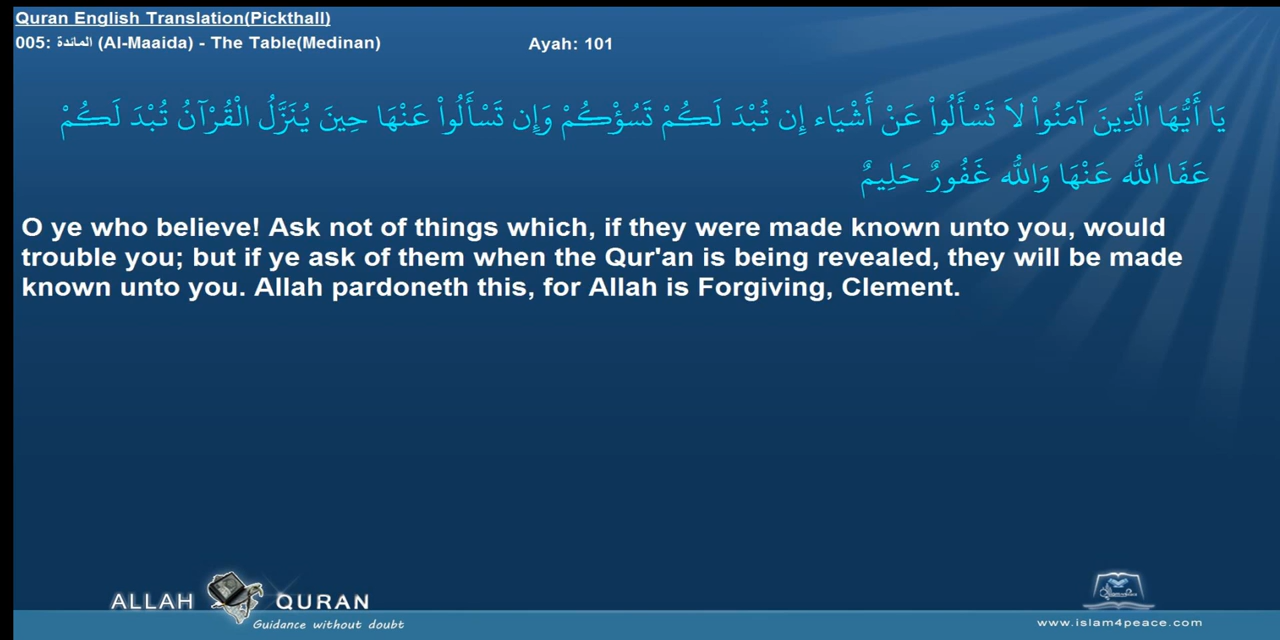 Quran English Translation(Pickthall)
005: المائدة (Al-Maaida) - The Table(Medinan)
Ayah: 101
يَا أَيُّهَا الَّذِينَ آمَنُواْ لاَ تَسْأَلُواْ عَنْ أَشْيَاء إِن تُبْدَ لَكُمْ تَسُؤْكُمْ وَإِن تَسْأَلُواْ عَنْهَا حِينَ يُنَزَّلُ الْقُرْآنُ تُبْدَ لَكُمْ
عَفَا اللّه عَنْهَا وَاللّه غَفُورٌ حَلِيمٌ
O ye who believe! Ask not of things which, if they were made known unto you, would
trouble you; but if ye ask of them when the Qur'an is being revealed, they will be made
known unto you. Allah pardoneth this, for Allah is Forgiving, Clement.
ALLAH QURAN
Guidance without doubt
www.islam4peace.com